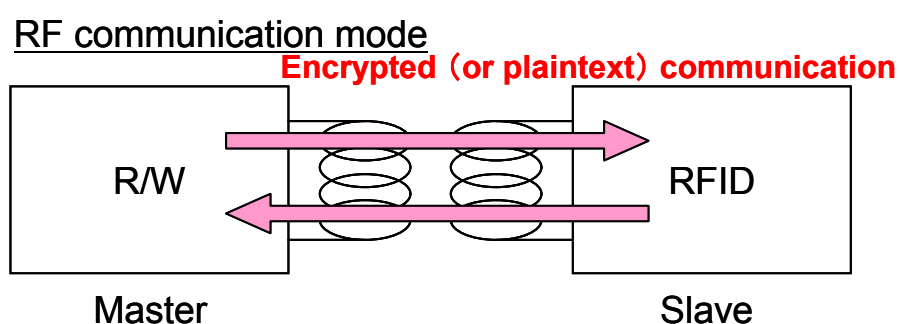 RF communication mode
Encrypted（or plaintext）communication
R/W
RFID
Master
Slave